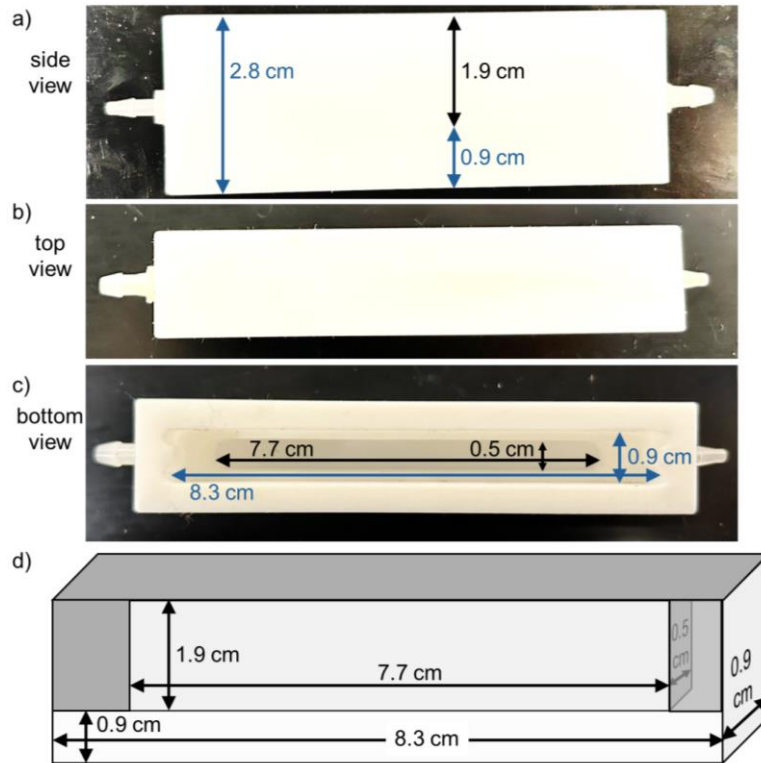 a)
side
view
2.8 cm
1.9 cm
0.9 cm
b)
top
view
c)
bottom
view
7.7 cm
0.5 cm
0.9 cm
8.3 cm
d)
1.9 cm
7.7 cm
0.5
cm
0.9
cm
0.9 cm
8.3 cm